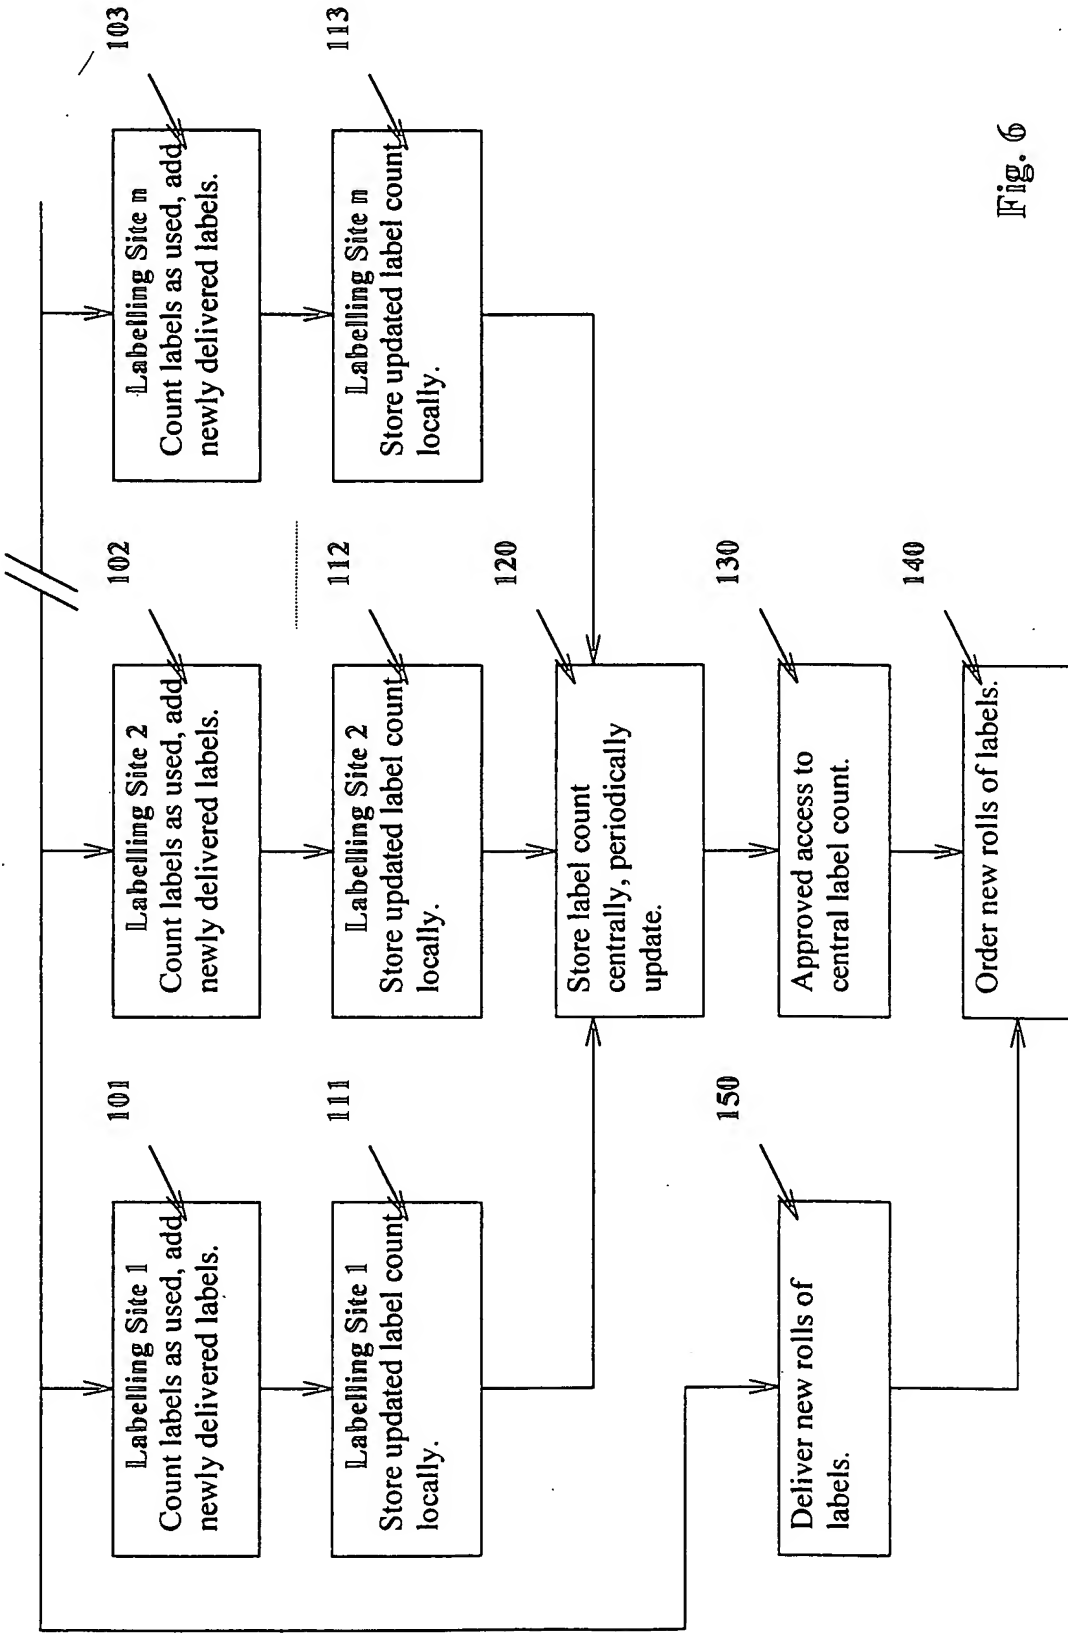 101
Labelling Site 1
Count labels as used, add
newly delivered labels.
102
Labelling Site 2
Count labels as used, add
newly delivered labels.
103
Labelling Site n
Count labels as used, add
newly delivered labels.
111
Labelling Site 1
Store updated label count
locally.
112
Labelling Site 2
Store updated label count
locally.
113
Labelling Site n
Store updated label count
locally.
120
Store label count
centrally, periodically
update.
150
Deliver new rolls of
labels.
130
Approved access to
central label count.
140
Order new rolls of labels.
Fig. 6